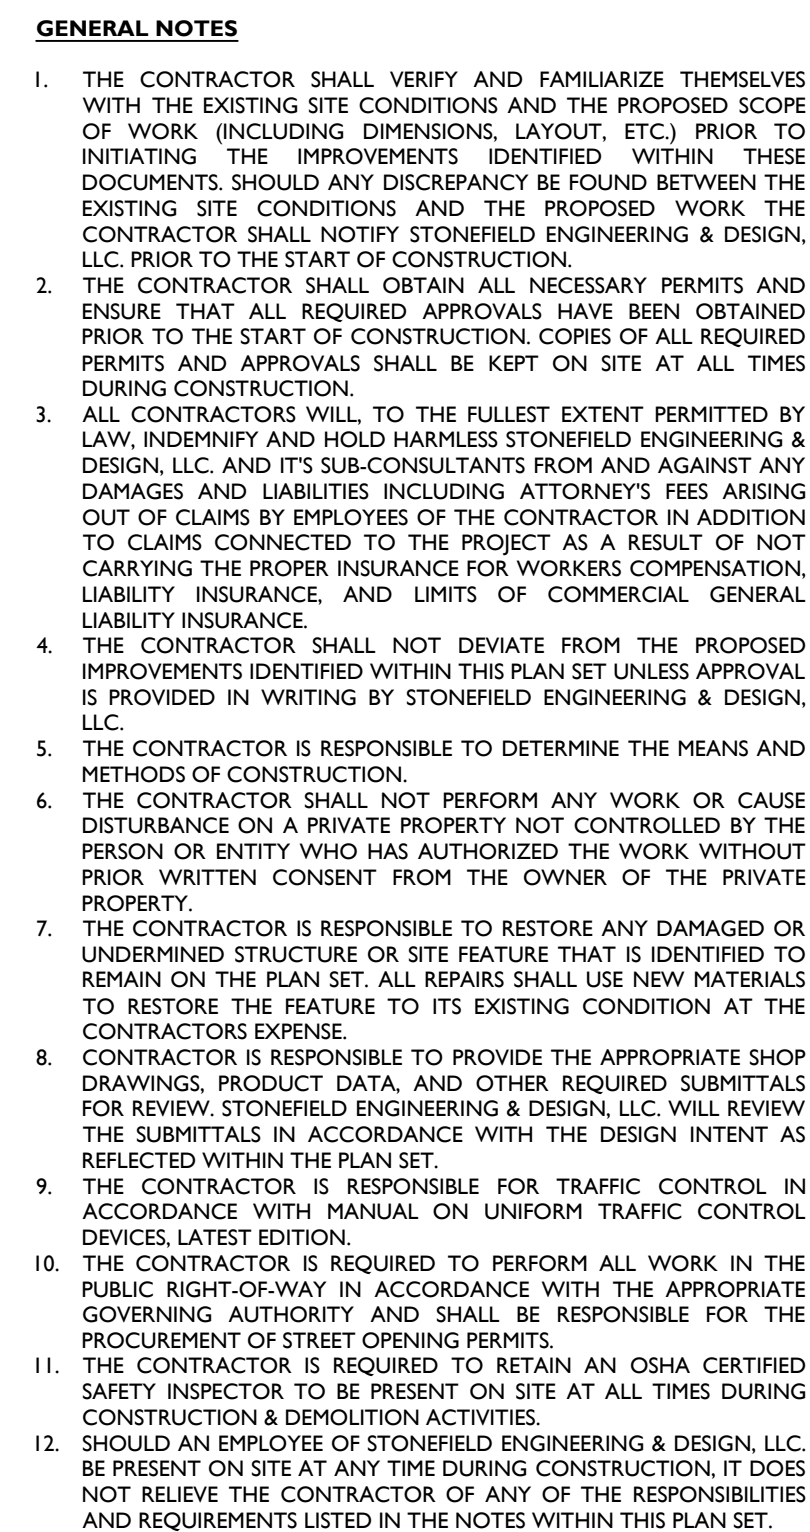 GENERAL NOTES
1. THE CONTRACTOR SHALL VERIFY AND FAMILIARIZE THEMSELVES
WITH THE EXISTING SITE CONDITIONS AND THE PROPOSED SCOPE
OF WORK (INCLUDING DIMENSIONS, LAYOUT, ETC.) PRIOR TO
INITIATING THE IMPROVEMENTS IDENTIFIED WITHIN THESE
DOCUMENTS. SHOULD ANY DISCREPANCY BE FOUND BETWEEN THE
EXISTING SITE CONDITIONS AND THE PROPOSED WORK THE
CONTRACTOR SHALL NOTIFY STONEFIELD ENGINEERING & DESIGN,
LLC. PRIOR TO THE START OF CONSTRUCTION.
2. THE CONTRACTOR SHALL OBTAIN ALL NECESSARY PERMITS AND
ENSURE THAT ALL REQUIRED APPROVALS HAVE BEEN OBTAINED
PRIOR TO THE START OF CONSTRUCTION. COPIES OF ALL REQUIRED
PERMITS AND APPROVALS SHALL BE KEPT ON SITE AT ALL TIMES
DURING CONSTRUCTION.
3. ALL CONTRACTORS WILL, TO THE FULLEST EXTENT PERMITTED BY
LAW, INDEMNIFY AND HOLD HARMLESS STONEFIELD ENGINEERING &
DESIGN, LLC. AND IT'S SUB-CONSULTANTS FROM AND AGAINST ANY
DAMAGES AND LIABILITIES INCLUDING ATTORNEY'S FEES ARISING
OUT OF CLAIMS BY EMPLOYEES OF THE CONTRACTOR IN ADDITION
TO CLAIMS CONNECTED TO THE PROJECT AS A RESULT OF NOT
CARRYING THE PROPER INSURANCE FOR WORKERS COMPENSATION,
LIABILITY INSURANCE, AND LIMITS OF COMMERCIAL GENERAL
LIABILITY INSURANCE.
4. THE CONTRACTOR SHALL NOT DEVIATE FROM THE PROPOSED
IMPROVEMENTS IDENTIFIED WITHIN THIS PLAN SET UNLESS APPROVAL
IS PROVIDED IN WRITING BY STONEFIELD ENGINEERING & DESIGN,
LLC.
5. THE CONTRACTOR IS RESPONSIBLE TO DETERMINE THE MEANS AND
METHODS OF CONSTRUCTION.
6. THE CONTRACTOR SHALL NOT PERFORM ANY WORK OR CAUSE
DISTURBANCE ON A PRIVATE PROPERTY NOT CONTROLLED BY THE
PERSON OR ENTITY WHO HAS AUTHORIZED THE WORK WITHOUT
PRIOR WRITTEN CONSENT FROM THE OWNER OF THE PRIVATE
PROPERTY.
7. THE CONTRACTOR IS RESPONSIBLE TO RESTORE ANY DAMAGED OR
UNDERMINED STRUCTURE OR SITE FEATURE THAT IS IDENTIFIED TO
REMAIN ON THE PLAN SET. ALL REPAIRS SHALL USE NEW MATERIALS
TO RESTORE THE FEATURE TO ITS EXISTING CONDITION AT THE
CONTRACTORS EXPENSE.
8. CONTRACTOR IS RESPONSIBLE TO PROVIDE THE APPROPRIATE SHOP
DRAWINGS, PRODUCT DATA, AND OTHER REQUIRED SUBMITTALS
FOR REVIEW. STONEFIELD ENGINEERING & DESIGN, LLC. WILL REVIEW
THE SUBMITTALS IN ACCORDANCE WITH THE DESIGN INTENT AS
REFLECTED WITHIN THE PLAN SET.
9. THE CONTRACTOR IS RESPONSIBLE FOR TRAFFIC CONTROL IN
ACCORDANCE WITH MANUAL ON UNIFORM TRAFFIC CONTROL
DEVICES, LATEST EDITION.
10. THE CONTRACTOR IS REQUIRED TO PERFORM ALL WORK IN THE
PUBLIC RIGHT-OF-WAY IN ACCORDANCE WITH THE APPROPRIATE
GOVERNING AUTHORITY AND SHALL BE RESPONSIBLE FOR THE
PROCUREMENT OF STREET OPENING PERMITS.
11. THE CONTRACTOR IS REQUIRED TO RETAIN AN OSHA CERTIFIED
SAFETY INSPECTOR TO BE PRESENT ON SITE AT ALL TIMES DURING
CONSTRUCTION & DEMOLITION ACTIVITIES.
12. SHOULD AN EMPLOYEE OF STONEFIELD ENGINEERING & DESIGN, LLC.
BE PRESENT ON SITE AT ANY TIME DURING CONSTRUCTION, IT DOES
NOT RELIEVE THE CONTRACTOR OF ANY OF THE RESPONSIBILITIES
AND REQUIREMENTS LISTED IN THE NOTES WITHIN THIS PLAN SET.